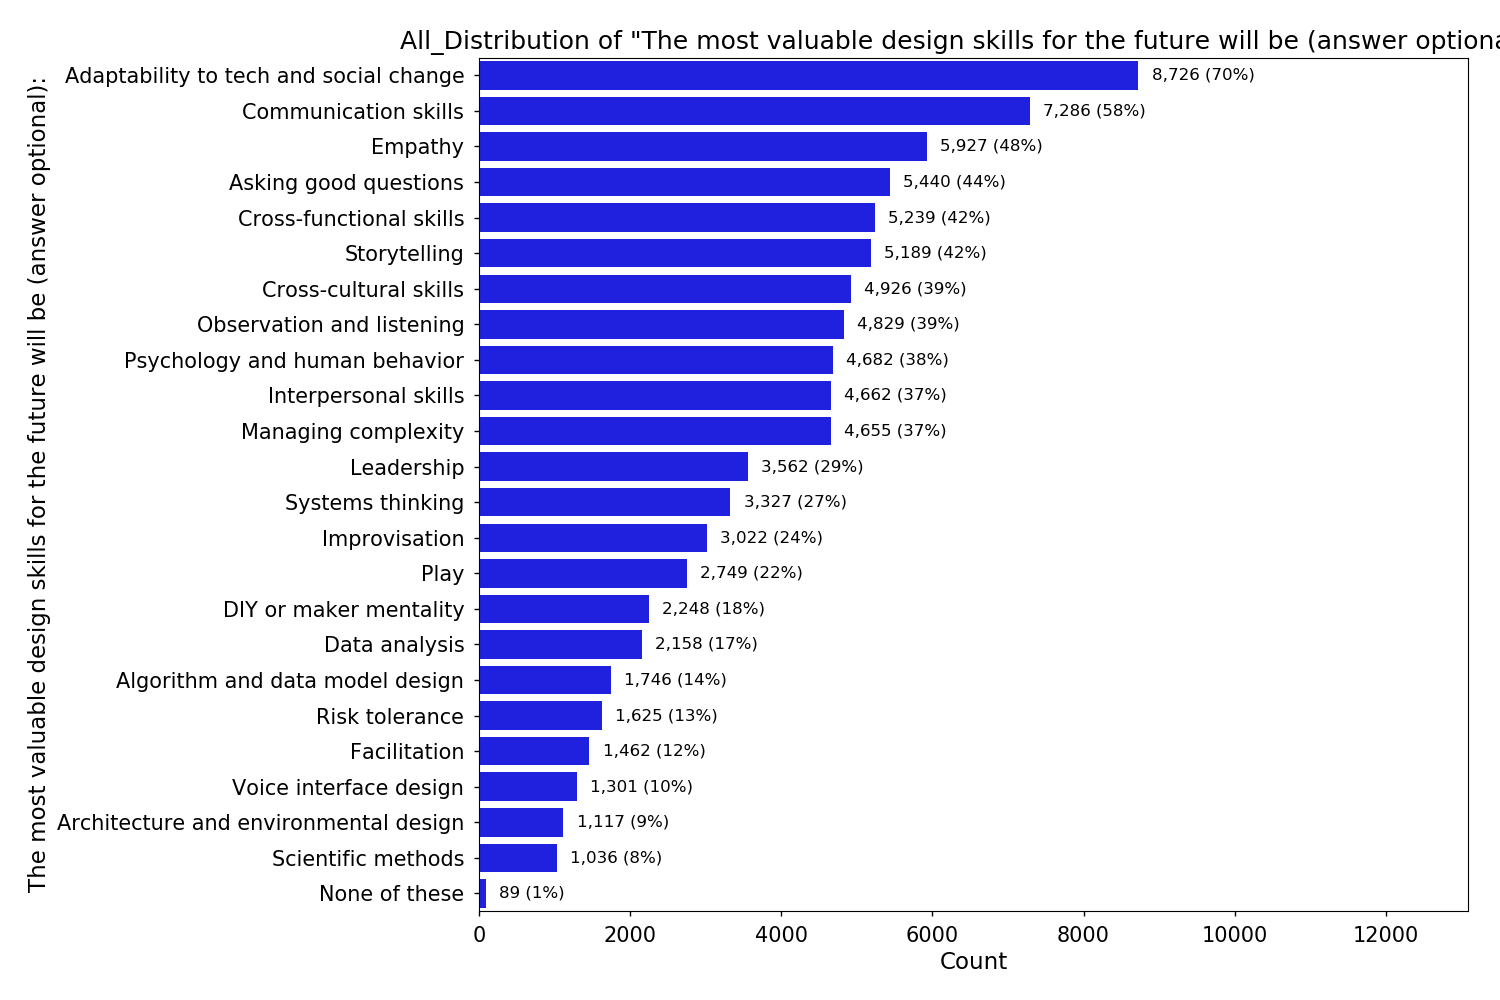 All_Distribution of "The most valuable design skills for the future will be (answer optiona
The most valuable design skills for the future will be (answer optional):
Adaptability to tech and social change 8,726 (70%)
Communication skills 7,286 (58%)
Empathy 5,927 (48%)
Asking good questions 5,440 (44%)
Cross-functional skills 5,239 (42%)
Storytelling 5,189 (42%)
Cross-cultural skills 4,926 (39%)
Observation and listening 4,829 (39%)
Psychology and human behavior 4,682 (38%)
Interpersonal skills 4,662 (37%)
Managing complexity 4,655 (37%)
Leadership 3,562 (29%)
Systems thinking 3,327 (27%)
Improvisation 3,022 (24%)
Play 2,749 (22%)
DIY or maker mentality 2,248 (18%)
Data analysis 2,158 (17%)
Algorithm and data model design 1,746 (14%)
Risk tolerance 1,625 (13%)
Facilitation 1,462 (12%)
Voice interface design 1,301 (10%)
Architecture and environmental design 1,117 (9%)
Scientific methods 1,036 (8%)
None of these 89 (1%)
0 2000 4000 6000 8000 10000 12000
Count